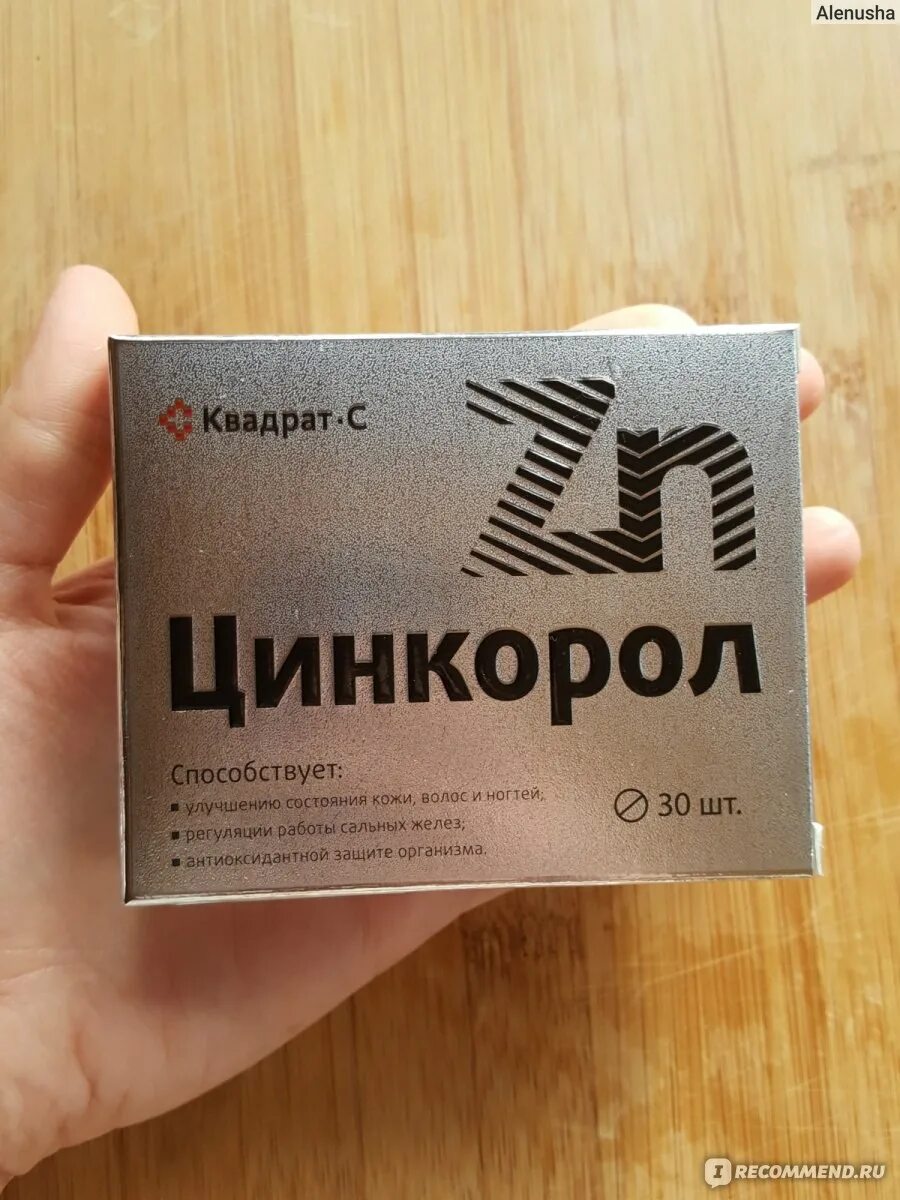 Alenusha
Квадрат·С
Zn
Цинкорол
Способствует:
▪ улучшению состояния кожи, волос и ногтей;
▪ регуляции работы сальных желез;
▪ антиоксидантной защите организма.
30 шт.
IRECOMMEND.RU